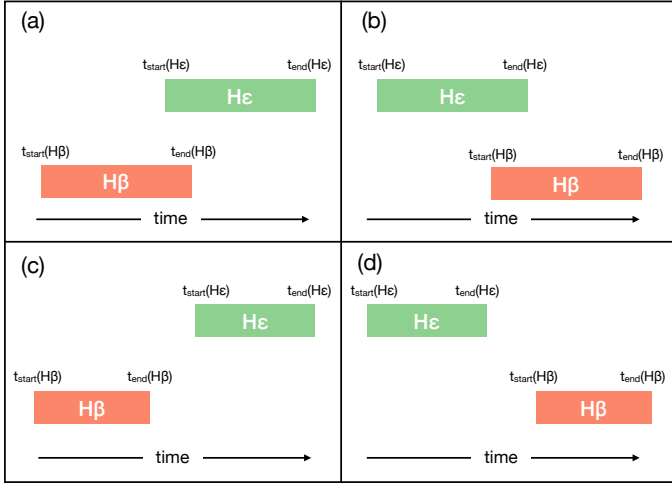 (a)
tstart(Hε) tend(Hε)
Hε
tstart(Hβ) tend(Hβ)
Hβ
time
(b)
tstart(Hε) tend(Hε)
Hε
tstart(Hβ) tend(Hβ)
Hβ
time
(c)
tstart(Hε) tend(Hε)
Hε
tstart(Hβ) tend(Hβ)
Hβ
time
(d)
tstart(Hε) tend(Hε)
Hε
tstart(Hβ) tend(Hβ)
Hβ
time